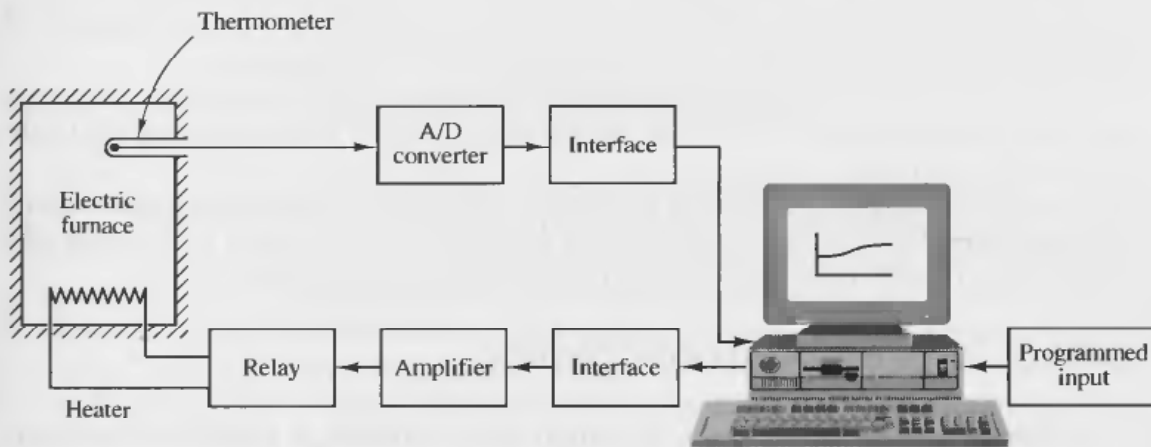 Thermometer
A/D
converter
Interface
Electric
furnace
Relay
Amplifier
Interface
Programmed
input
Heater